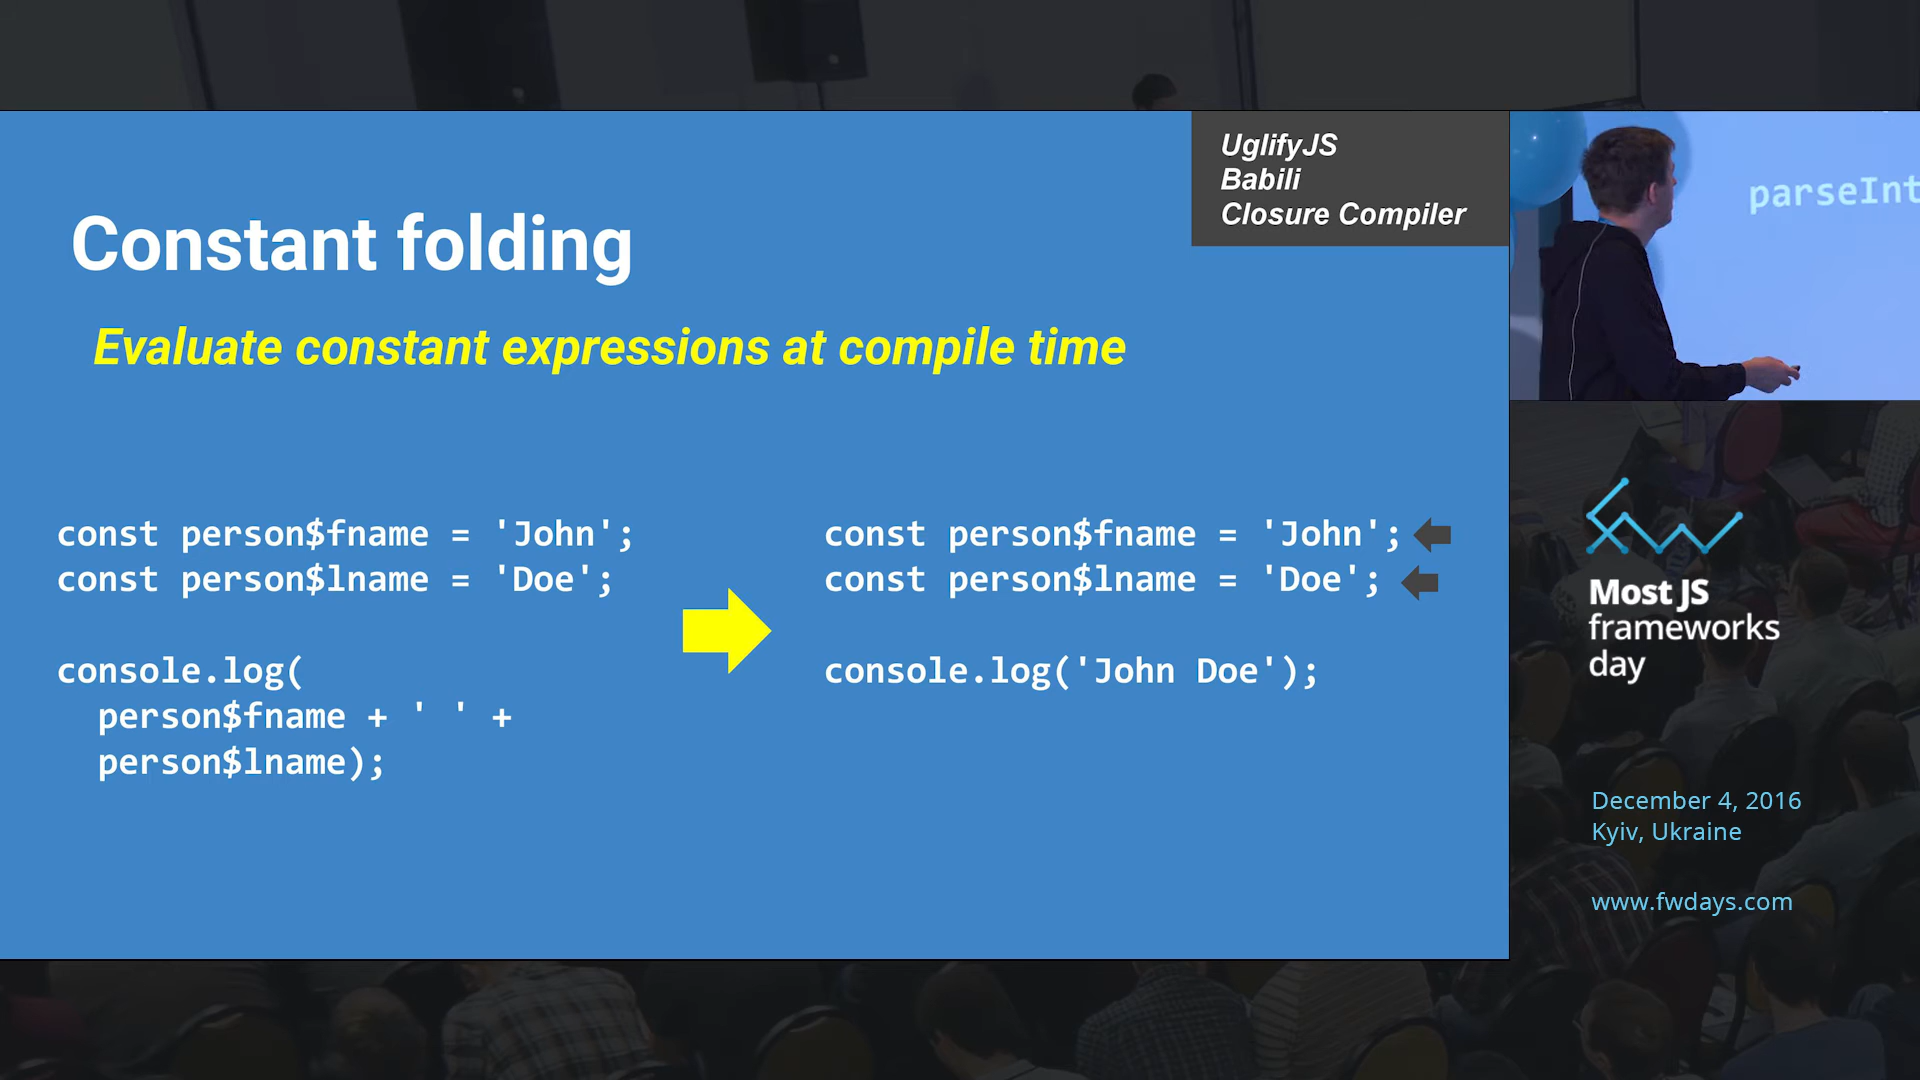 UglifyJS
Babili
Closure Compiler
Constant folding
Evaluate constant expressions at compile time
const person$fname = 'John';
const person$lname = 'Doe';
console.log(
person$fname + ' ' +
person$lname);
const person$fname = 'John';
const person$lname = 'Doe';
console.log('John Doe');
parseInt
Most JS
frameworks
day
December 4, 2016
Kyiv, Ukraine
www.fwdays.com